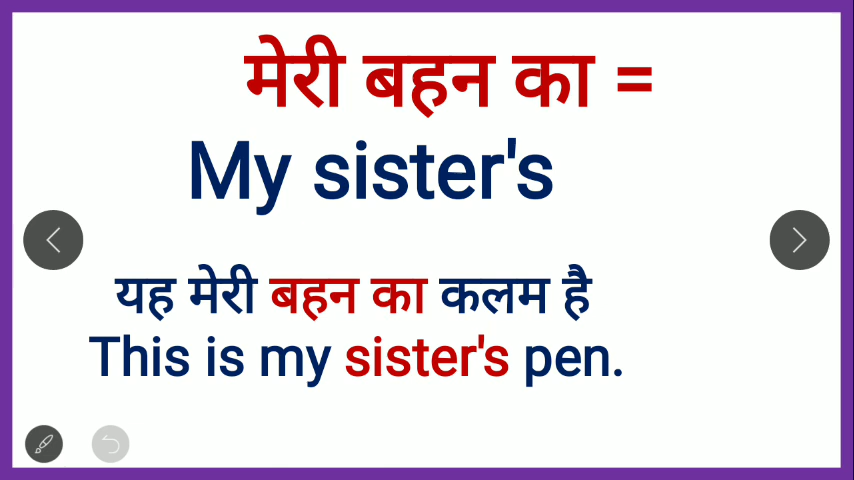 मेरी बहन का =
My sister's
यह मेरी बहन का कलम है
This is my sister's pen.